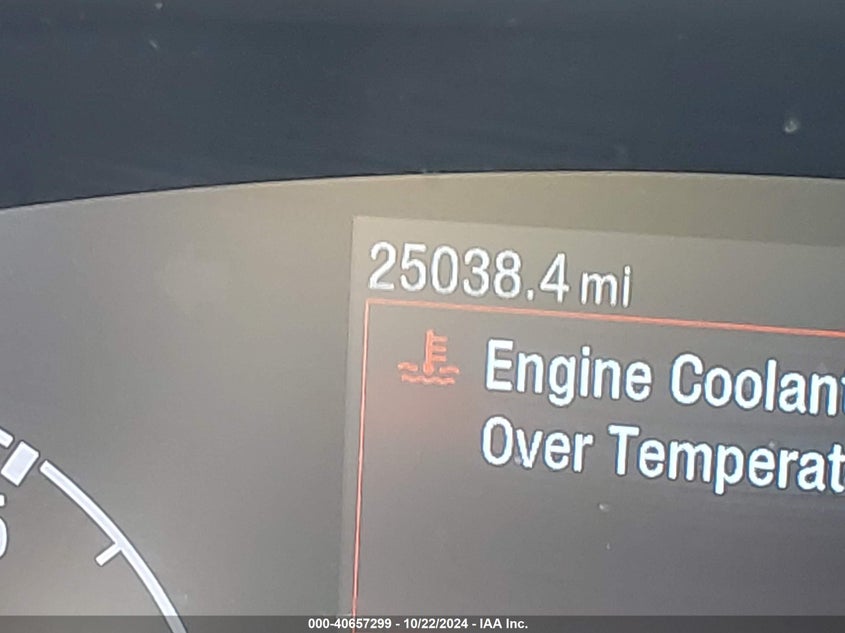 25038.4 mi
Engine Coolant
Over Temperat
000-40657299 - 10/22/2024 - IAA Inc.